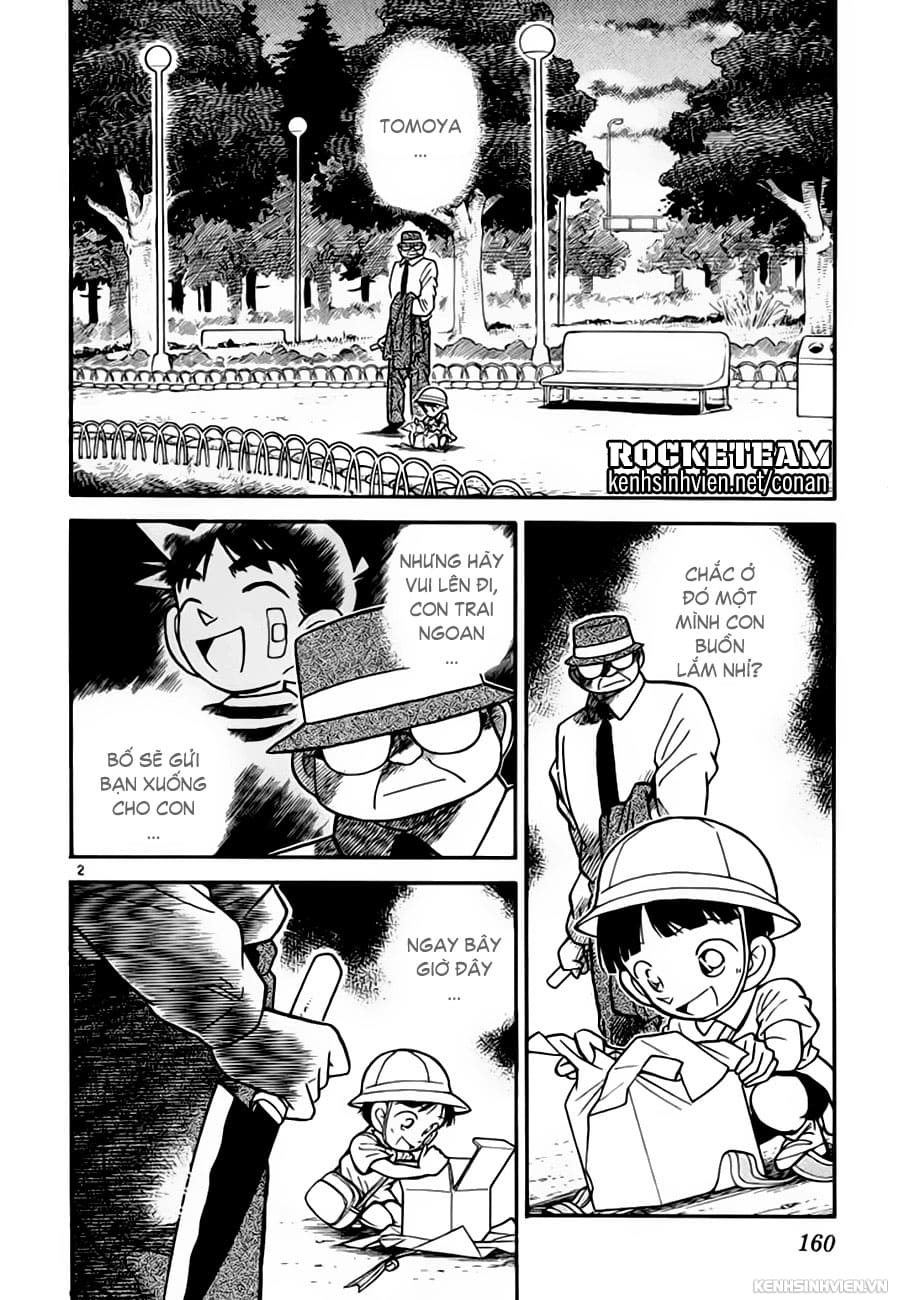 TOMOYA
...
ROCKETEAM
kenhsinhvien.net/conan
CHẮC Ở
ĐÓ MỘT
MÌNH CON
BUỒN
LẮM NHỈ?
NHƯNG HÃY
VUI LÊN ĐI,
CON TRAI
NGOAN
...
BỐ SẼ GỬI
BẠN XUỐNG
CHO CON
...
2
NGAY BÂY
GIỜ ĐÂY
...
160
KENHSINHVIEN.VN